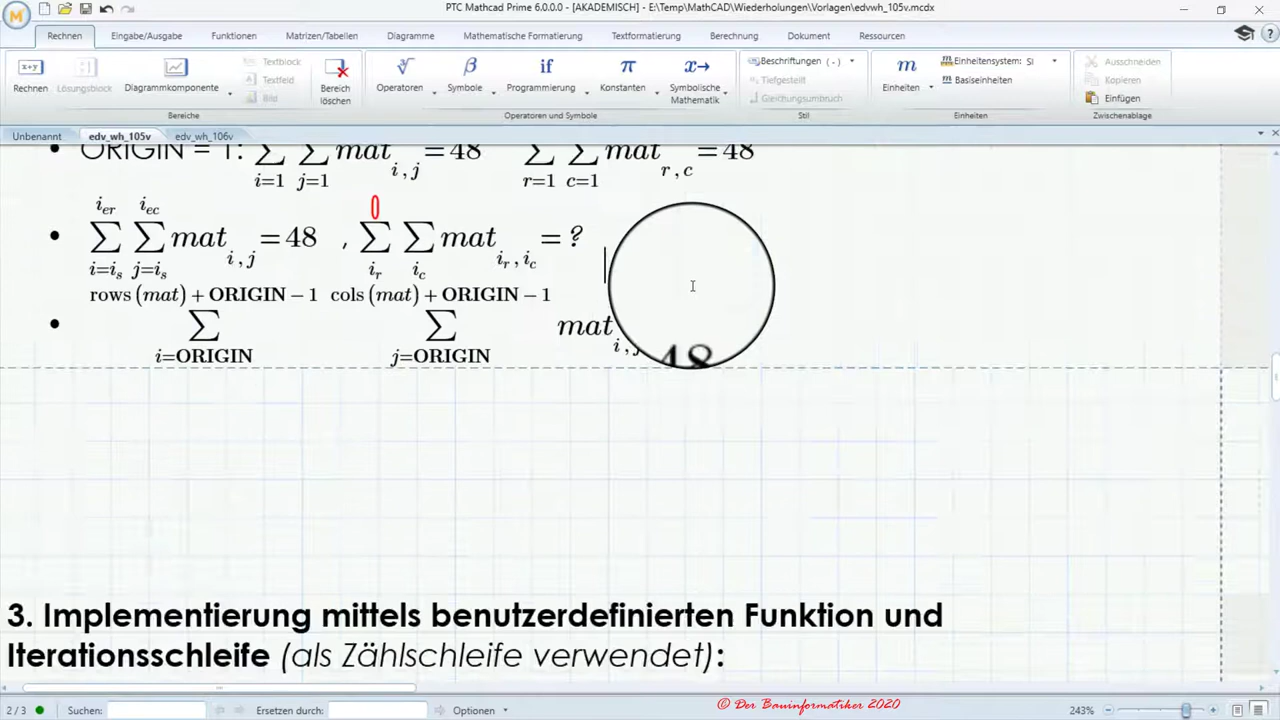 PTC Mathcad Prime 6.0.0.0 - [AKADEMISCH] - E:\Temp\MathCAD\Wiederholungen\Vorlagen\edvwh_105v.mcdx
Rechnen Eingabe/Ausgabe Funktionen Matrizen/Tabellen Diagramme Mathematische Formatierung Textformatierung Berechnung Dokument Ressourcen
Rechnen Lösungsblock Diagrammkomponente Textblock Textfeld Bild Bereich löschen
Operatoren Symbole Programmierung Konstanten Symbolische Mathematik
Beschriftungen ( - ) Tiefgestellt Gleichungsumbruch
Einheiten Einheitensystem: SI Basiseinheiten
Ausschneiden Kopieren Einfügen
Bereiche Operatoren und Symbole Stil Einheiten Zwischenablage
Unbenannt edv_wh_105v edv_wh_106v
• ORIGIN = 1: ∑ ∑ mat i , j = 48 ∑ ∑ mat r , c = 48
i=1 j=1 r=1 c=1
i_er i_ec 0
• ∑ ∑ mat i , j = 48 , ∑ ∑ mat i_r , i_c = ?
i=i_s j=i_s i_r i_c
rows (mat) + ORIGIN − 1 cols (mat) + ORIGIN − 1
• ∑ ∑ mat i , j 48
i=ORIGIN j=ORIGIN
3. Implementierung mittels benutzerdefinierten Funktion und
Iterationsschleife (als Zählschleife verwendet):
2 / 3 Suchen: Ersetzen durch: Optionen © Der Bauinformatiker 2020 243%